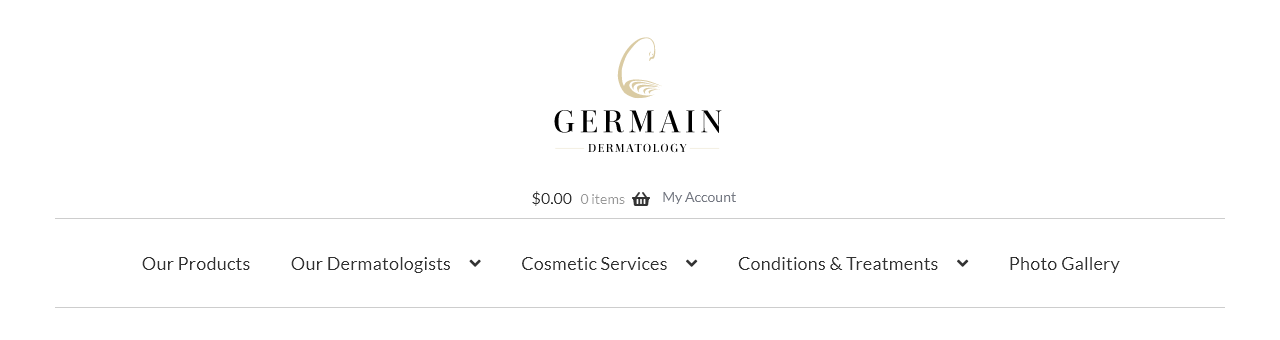 GERMAIN
DERMATOLOGY
$0.00 0 items My Account
Our Products Our Dermatologists Cosmetic Services Conditions & Treatments Photo Gallery